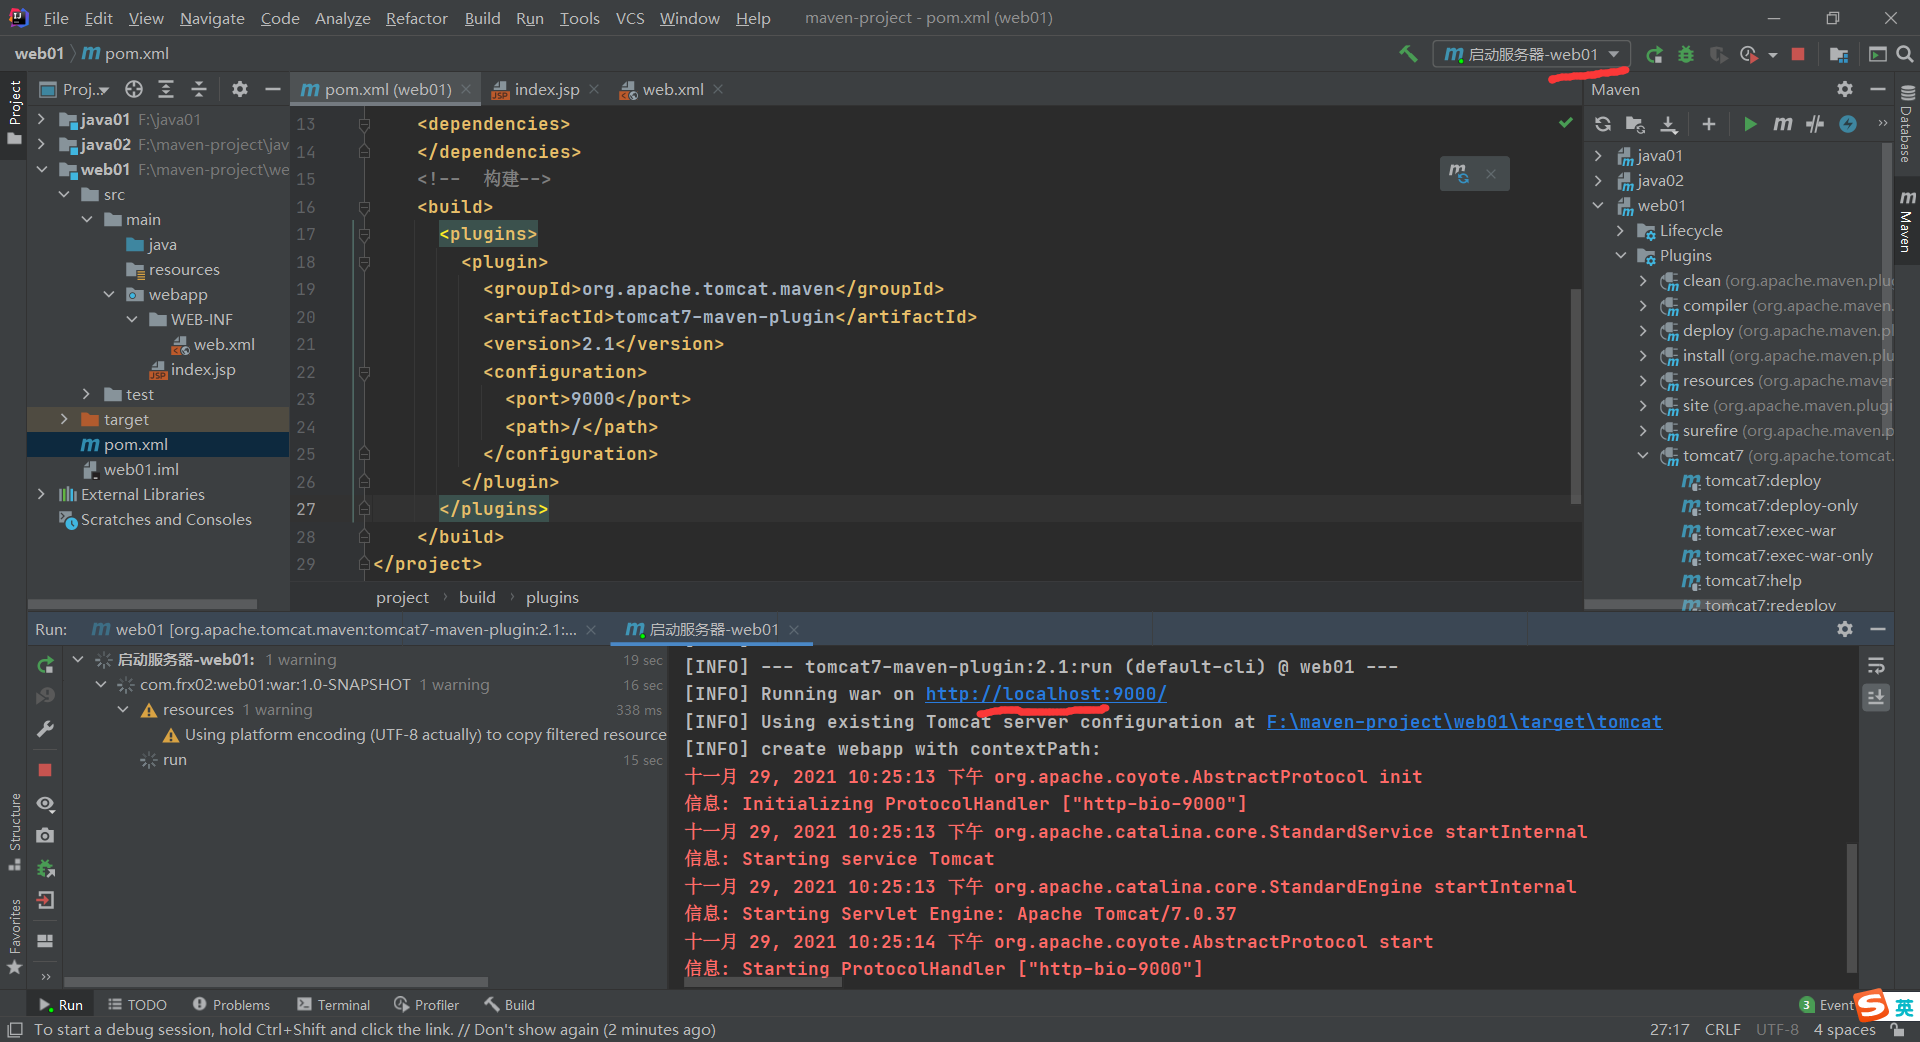 File Edit View Navigate Code Analyze Refactor Build Run Tools VCS Window Help maven-project - pom.xml (web01)
web01 pom.xml
启动服务器-web01
Project
Proj...
pom.xml (web01)
index.jsp
web.xml
Maven
java01 F:\java01
java02 F:\maven-project\jav
web01 F:\maven-project\we
src
main
java
resources
webapp
WEB-INF
web.xml
index.jsp
test
target
pom.xml
web01.iml
External Libraries
Scratches and Consoles
13 <dependencies>
14 </dependencies>
15 <!-- 构建-->
16 <build>
17 <plugins>
18 <plugin>
19 <groupId>org.apache.tomcat.maven</groupId>
20 <artifactId>tomcat7-maven-plugin</artifactId>
21 <version>2.1</version>
22 <configuration>
23 <port>9000</port>
24 <path>/</path>
25 </configuration>
26 </plugin>
27 </plugins>
28 </build>
29 </project>
project › build › plugins
java01
java02
web01
Lifecycle
Plugins
clean (org.apache.maven.plug
compiler (org.apache.maven.
deploy (org.apache.maven.pl
install (org.apache.maven.plu
resources (org.apache.maven
site (org.apache.maven.plugi
surefire (org.apache.maven.p
tomcat7 (org.apache.tomcat.
tomcat7:deploy
tomcat7:deploy-only
tomcat7:exec-war
tomcat7:exec-war-only
tomcat7:help
tomcat7:redeploy
Database
Maven
Run: web01 [org.apache.tomcat.maven:tomcat7-maven-plugin:2.1:...
启动服务器-web01
启动服务器-web01: 1 warning 19 sec
com.frx02:web01:war:1.0-SNAPSHOT 1 warning 16 sec
resources 1 warning 338 ms
Using platform encoding (UTF-8 actually) to copy filtered resource
run 15 sec
[INFO] --- tomcat7-maven-plugin:2.1:run (default-cli) @ web01 ---
[INFO] Running war on http://localhost:9000/
[INFO] Using existing Tomcat server configuration at F:\maven-project\web01\target\tomcat
[INFO] create webapp with contextPath:
十一月 29, 2021 10:25:13 下午 org.apache.coyote.AbstractProtocol init
信息: Initializing ProtocolHandler ["http-bio-9000"]
十一月 29, 2021 10:25:13 下午 org.apache.catalina.core.StandardService startInternal
信息: Starting service Tomcat
十一月 29, 2021 10:25:13 下午 org.apache.catalina.core.StandardEngine startInternal
信息: Starting Servlet Engine: Apache Tomcat/7.0.37
十一月 29, 2021 10:25:14 下午 org.apache.coyote.AbstractProtocol start
信息: Starting ProtocolHandler ["http-bio-9000"]
Structure
Favorites
Run TODO Problems Terminal Profiler Build
3 Event
英
To start a debug session, hold Ctrl+Shift and click the link. // Don't show again (2 minutes ago)
27:17 CRLF UTF-8 4 spaces